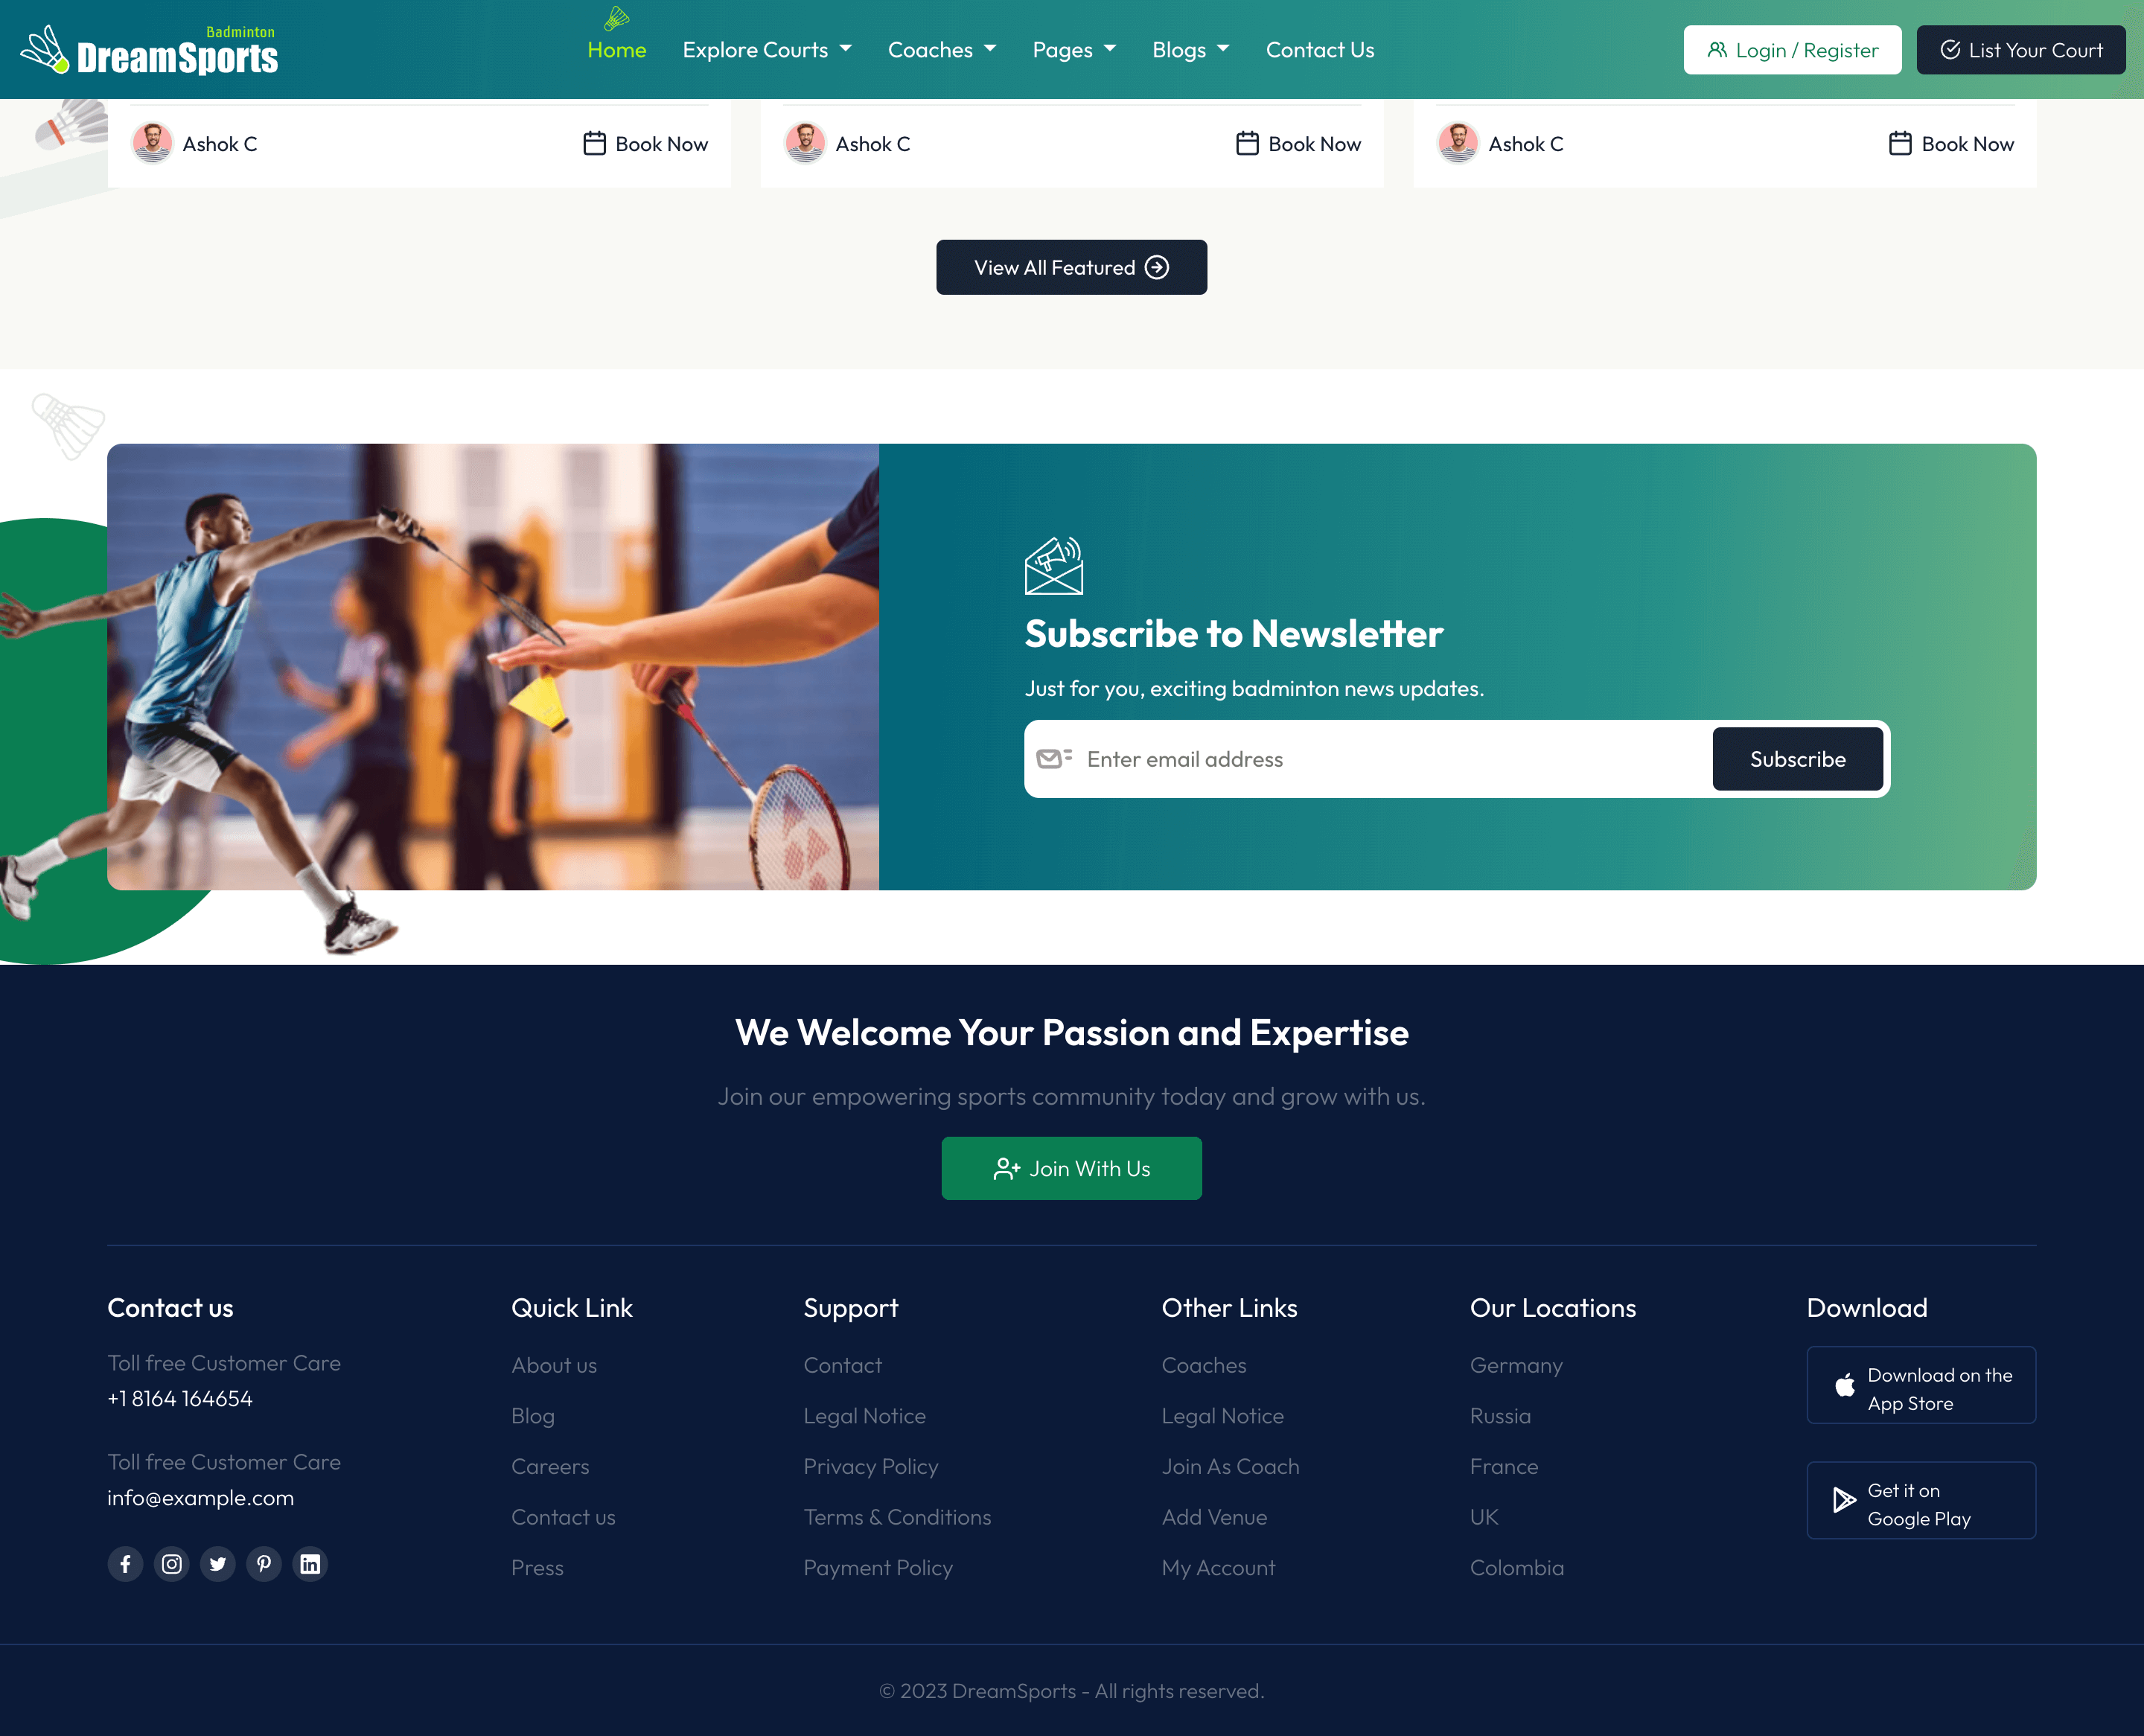 Badminton
DreamSports
Home
Explore Courts
Coaches
Pages
Blogs
Contact Us
Login / Register
List Your Court
Ashok C
Book Now
Ashok C
Book Now
Ashok C
Book Now
View All Featured
Subscribe to Newsletter
Just for you, exciting badminton news updates.
Enter email address
Subscribe
We Welcome Your Passion and Expertise
Join our empowering sports community today and grow with us.
Join With Us
Contact us
Toll free Customer Care
+1 8164 164654
Toll free Customer Care
info@example.com
Quick Link
About us
Blog
Careers
Contact us
Press
Support
Contact
Legal Notice
Privacy Policy
Terms & Conditions
Payment Policy
Other Links
Coaches
Legal Notice
Join As Coach
Add Venue
My Account
Our Locations
Germany
Russia
France
UK
Colombia
Download
Download on the
App Store
Get it on
Google Play
© 2023 DreamSports - All rights reserved.